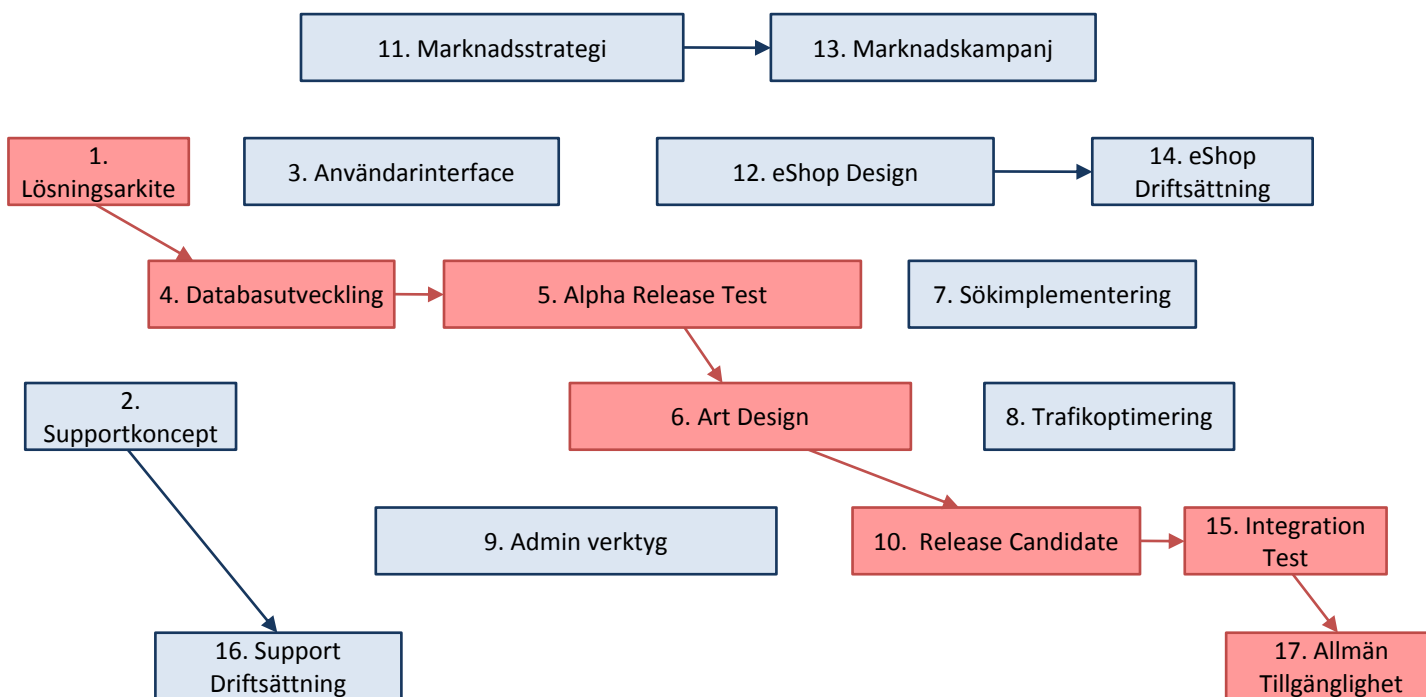 11. Marknadsstrategi
13. Marknadskampanj
1.
Lösningsarkite
3. Användarinterface
12. eShop Design
14. eShop
Driftsättning
4. Databasutveckling
5. Alpha Release Test
7. Sökimplementering
2.
Supportkoncept
6. Art Design
8. Trafikoptimering
9. Admin verktyg
10. Release Candidate
15. Integration
Test
16. Support
Driftsättning
17. Allmän
Tillgänglighet